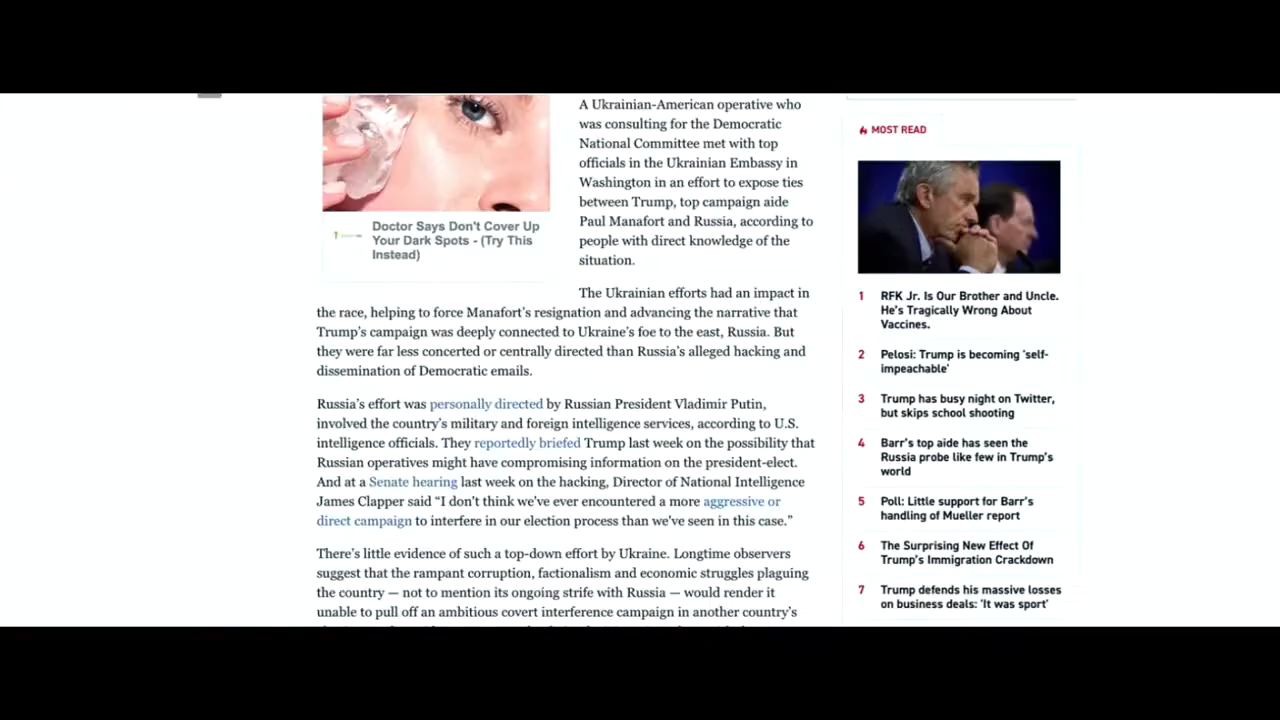 A Ukrainian-American operative who
was consulting for the Democratic
National Committee met with top
officials in the Ukrainian Embassy in
Washington in an effort to expose ties
between Trump, top campaign aide
Paul Manafort and Russia, according to
people with direct knowledge of the
situation.
Doctor Says Don't Cover Up
Your Dark Spots - (Try This
Instead)
The Ukrainian efforts had an impact in
the race, helping to force Manafort’s resignation and advancing the narrative that
Trump’s campaign was deeply connected to Ukraine’s foe to the east, Russia. But
they were far less concerted or centrally directed than Russia’s alleged hacking and
dissemination of Democratic emails.
Russia’s effort was personally directed by Russian President Vladimir Putin,
involved the country’s military and foreign intelligence services, according to U.S.
intelligence officials. They reportedly briefed Trump last week on the possibility that
Russian operatives might have compromising information on the president-elect.
And at a Senate hearing last week on the hacking, Director of National Intelligence
James Clapper said “I don't think we've ever encountered a more aggressive or
direct campaign to interfere in our election process than we've seen in this case.”
There’s little evidence of such a top-down effort by Ukraine. Longtime observers
suggest that the rampant corruption, factionalism and economic struggles plaguing
the country — not to mention its ongoing strife with Russia — would render it
unable to pull off an ambitious covert interference campaign in another country’s
MOST READ
1 RFK Jr. Is Our Brother and Uncle.
He’s Tragically Wrong About
Vaccines.
2 Pelosi: Trump is becoming ‘self-
impeachable’
3 Trump has busy night on Twitter,
but skips school shooting
4 Barr’s top aide has seen the
Russia probe like few in Trump’s
world
5 Poll: Little support for Barr’s
handling of Mueller report
6 The Surprising New Effect Of
Trump’s Immigration Crackdown
7 Trump defends his massive losses
on business deals: ‘It was sport’